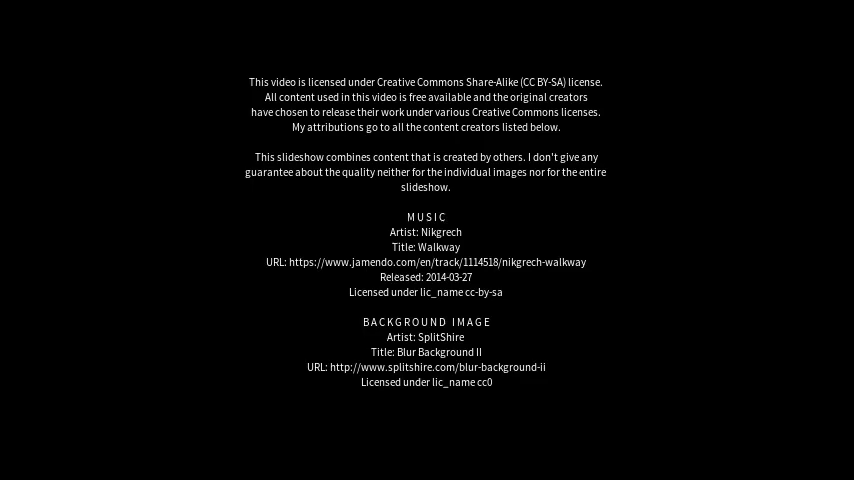 This video is licensed under Creative Commons Share-Alike (CC BY-SA) license.
All content used in this video is free available and the original creators
have chosen to release their work under various Creative Commons licenses.
My attributions go to all the content creators listed below.
This slideshow combines content that is created by others. I don't give any
guarantee about the quality neither for the individual images nor for the entire
slideshow.
MUSIC
Artist: Nikgrech
Title: Walkway
URL: https://www.jamendo.com/en/track/1114518/nikgrech-walkway
Released: 2014-03-27
Licensed under lic_name cc-by-sa
BACKGROUND IMAGE
Artist: SplitShire
Title: Blur Background II
URL: http://www.splitshire.com/blur-background-ii
Licensed under lic_name cc0